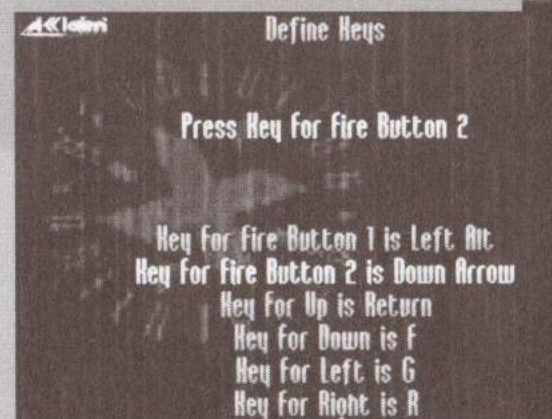 Acclaim
Define Keys
Press Key for Fire Button 2
Key for Fire Button 1 is Left Alt
Key for Fire Button 2 is Down Arrow
Key for Up is Return
Key for Down is F
Key for Left is G
Key for Right is R